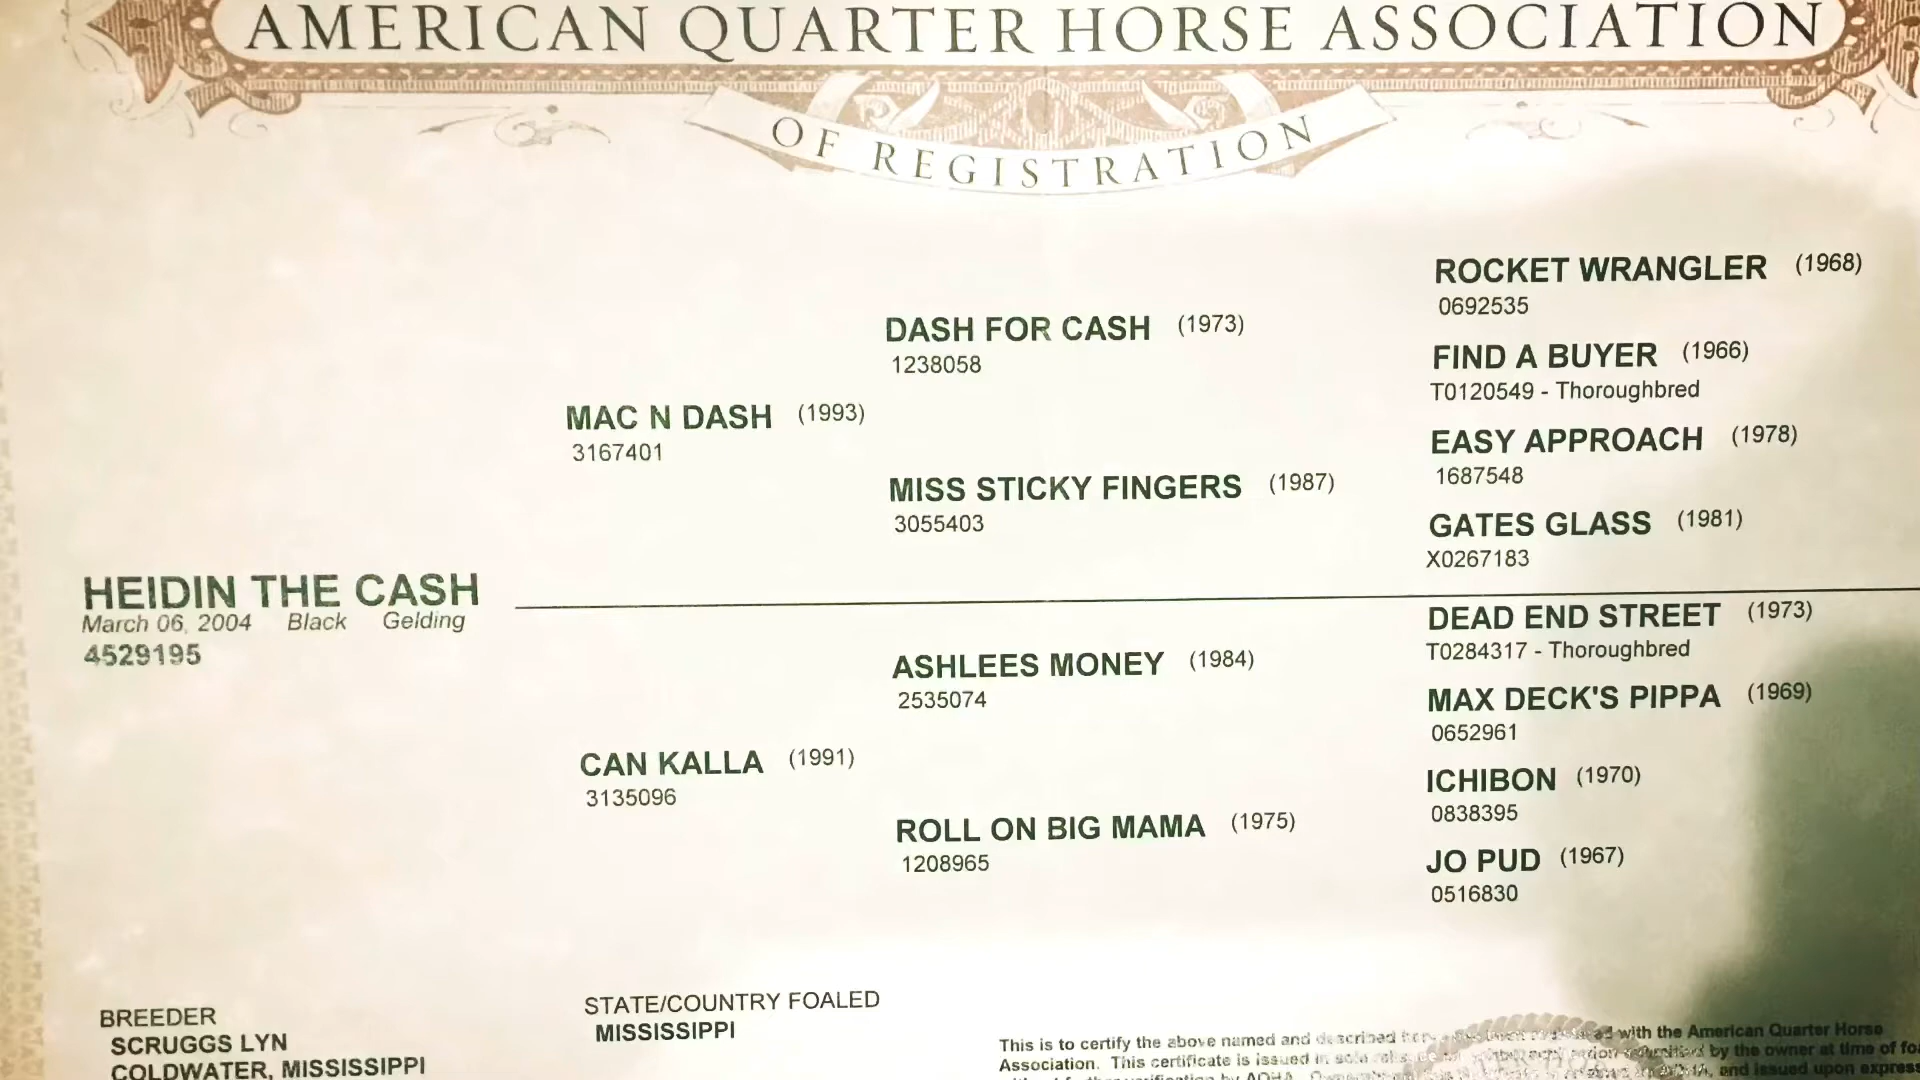 AMERICAN QUARTER HORSE ASSOCIATION
OF REGISTRATION
ROCKET WRANGLER (1968)
0692535
DASH FOR CASH (1973)
1238058
FIND A BUYER (1966)
T0120549 - Thoroughbred
MAC N DASH (1993)
3167401
EASY APPROACH (1978)
1687548
MISS STICKY FINGERS (1987)
3055403
GATES GLASS (1981)
X0267183
HEIDIN THE CASH
March 06, 2004 Black Gelding
4529195
DEAD END STREET (1973)
T0284317 - Thoroughbred
ASHLEES MONEY (1984)
2535074
MAX DECK'S PIPPA (1969)
0652961
CAN KALLA (1991)
3135096
ICHIBON (1970)
0838395
ROLL ON BIG MAMA (1975)
1208965
JO PUD (1967)
0516830
BREEDER
SCRUGGS LYN
COLDWATER, MISSISSIPPI
STATE/COUNTRY FOALED
MISSISSIPPI
This is to certify the above named and described with the American Quarter Horse
Association. This certificate is issued in by the owner at time of
and issued upon